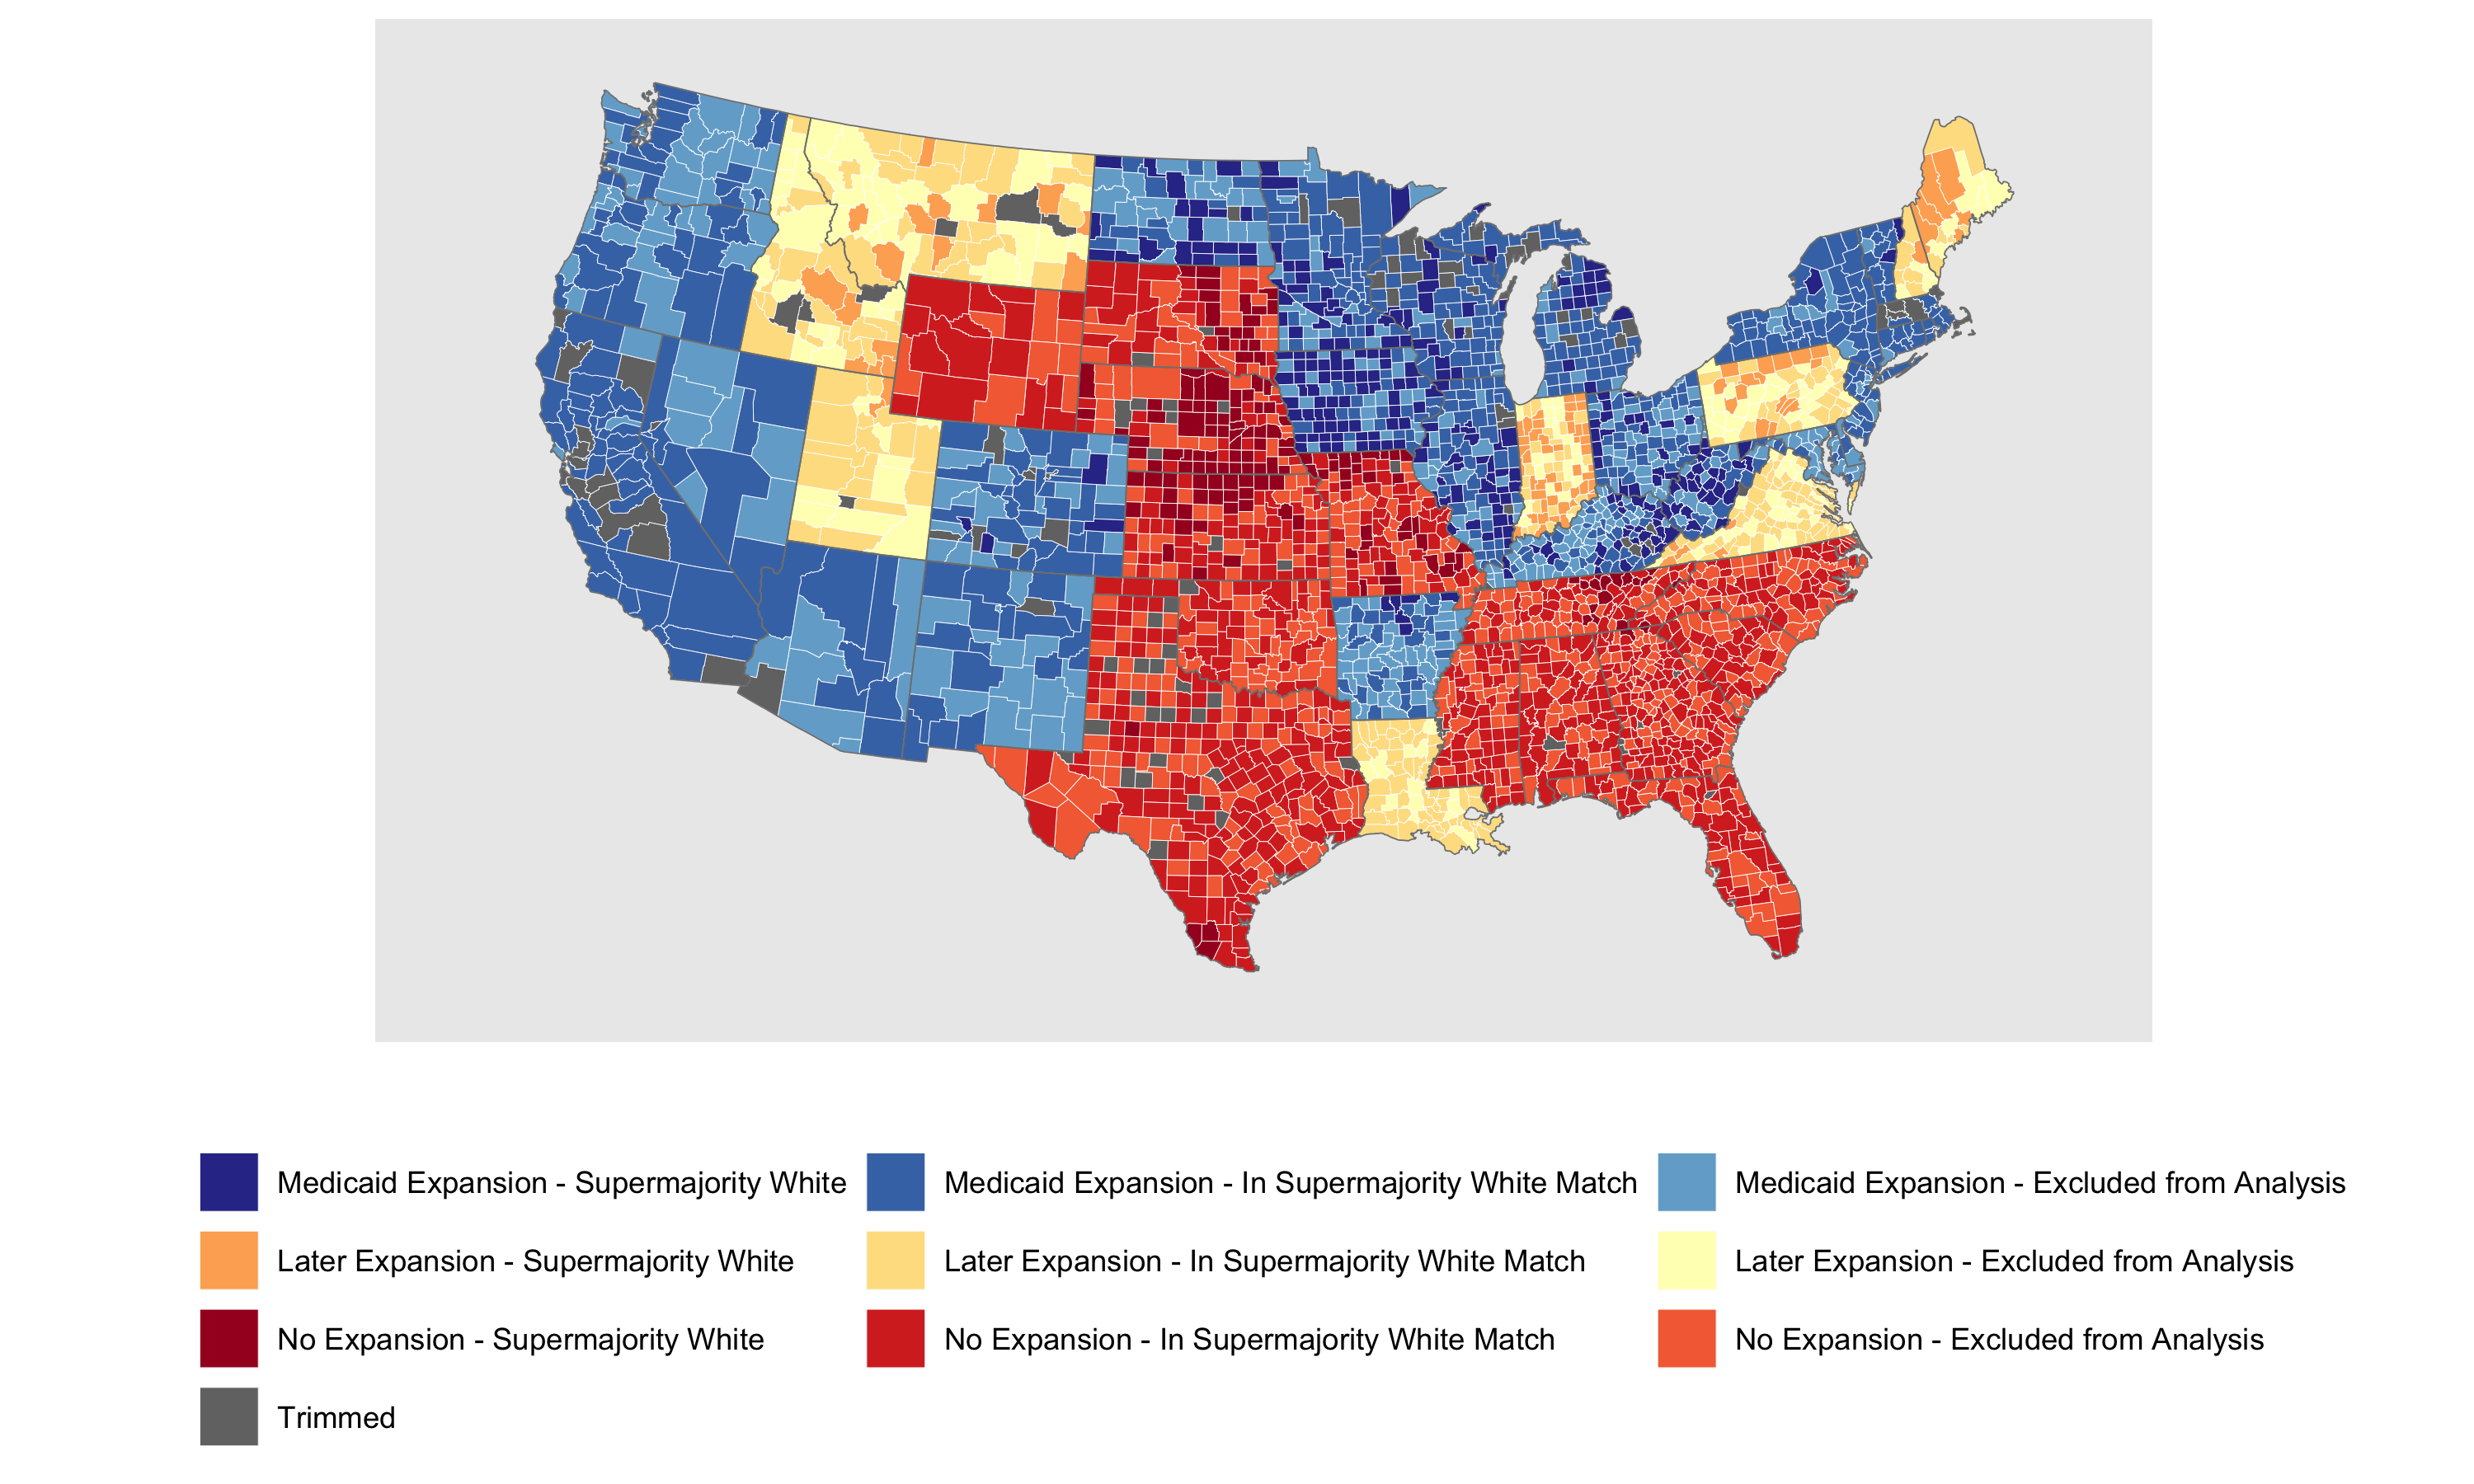 Medicaid Expansion - Supermajority White
Medicaid Expansion - In Supermajority White Match
Medicaid Expansion - Excluded from Analysis
Later Expansion - Supermajority White
Later Expansion - In Supermajority White Match
Later Expansion - Excluded from Analysis
No Expansion - Supermajority White
No Expansion - In Supermajority White Match
No Expansion - Excluded from Analysis
Trimmed